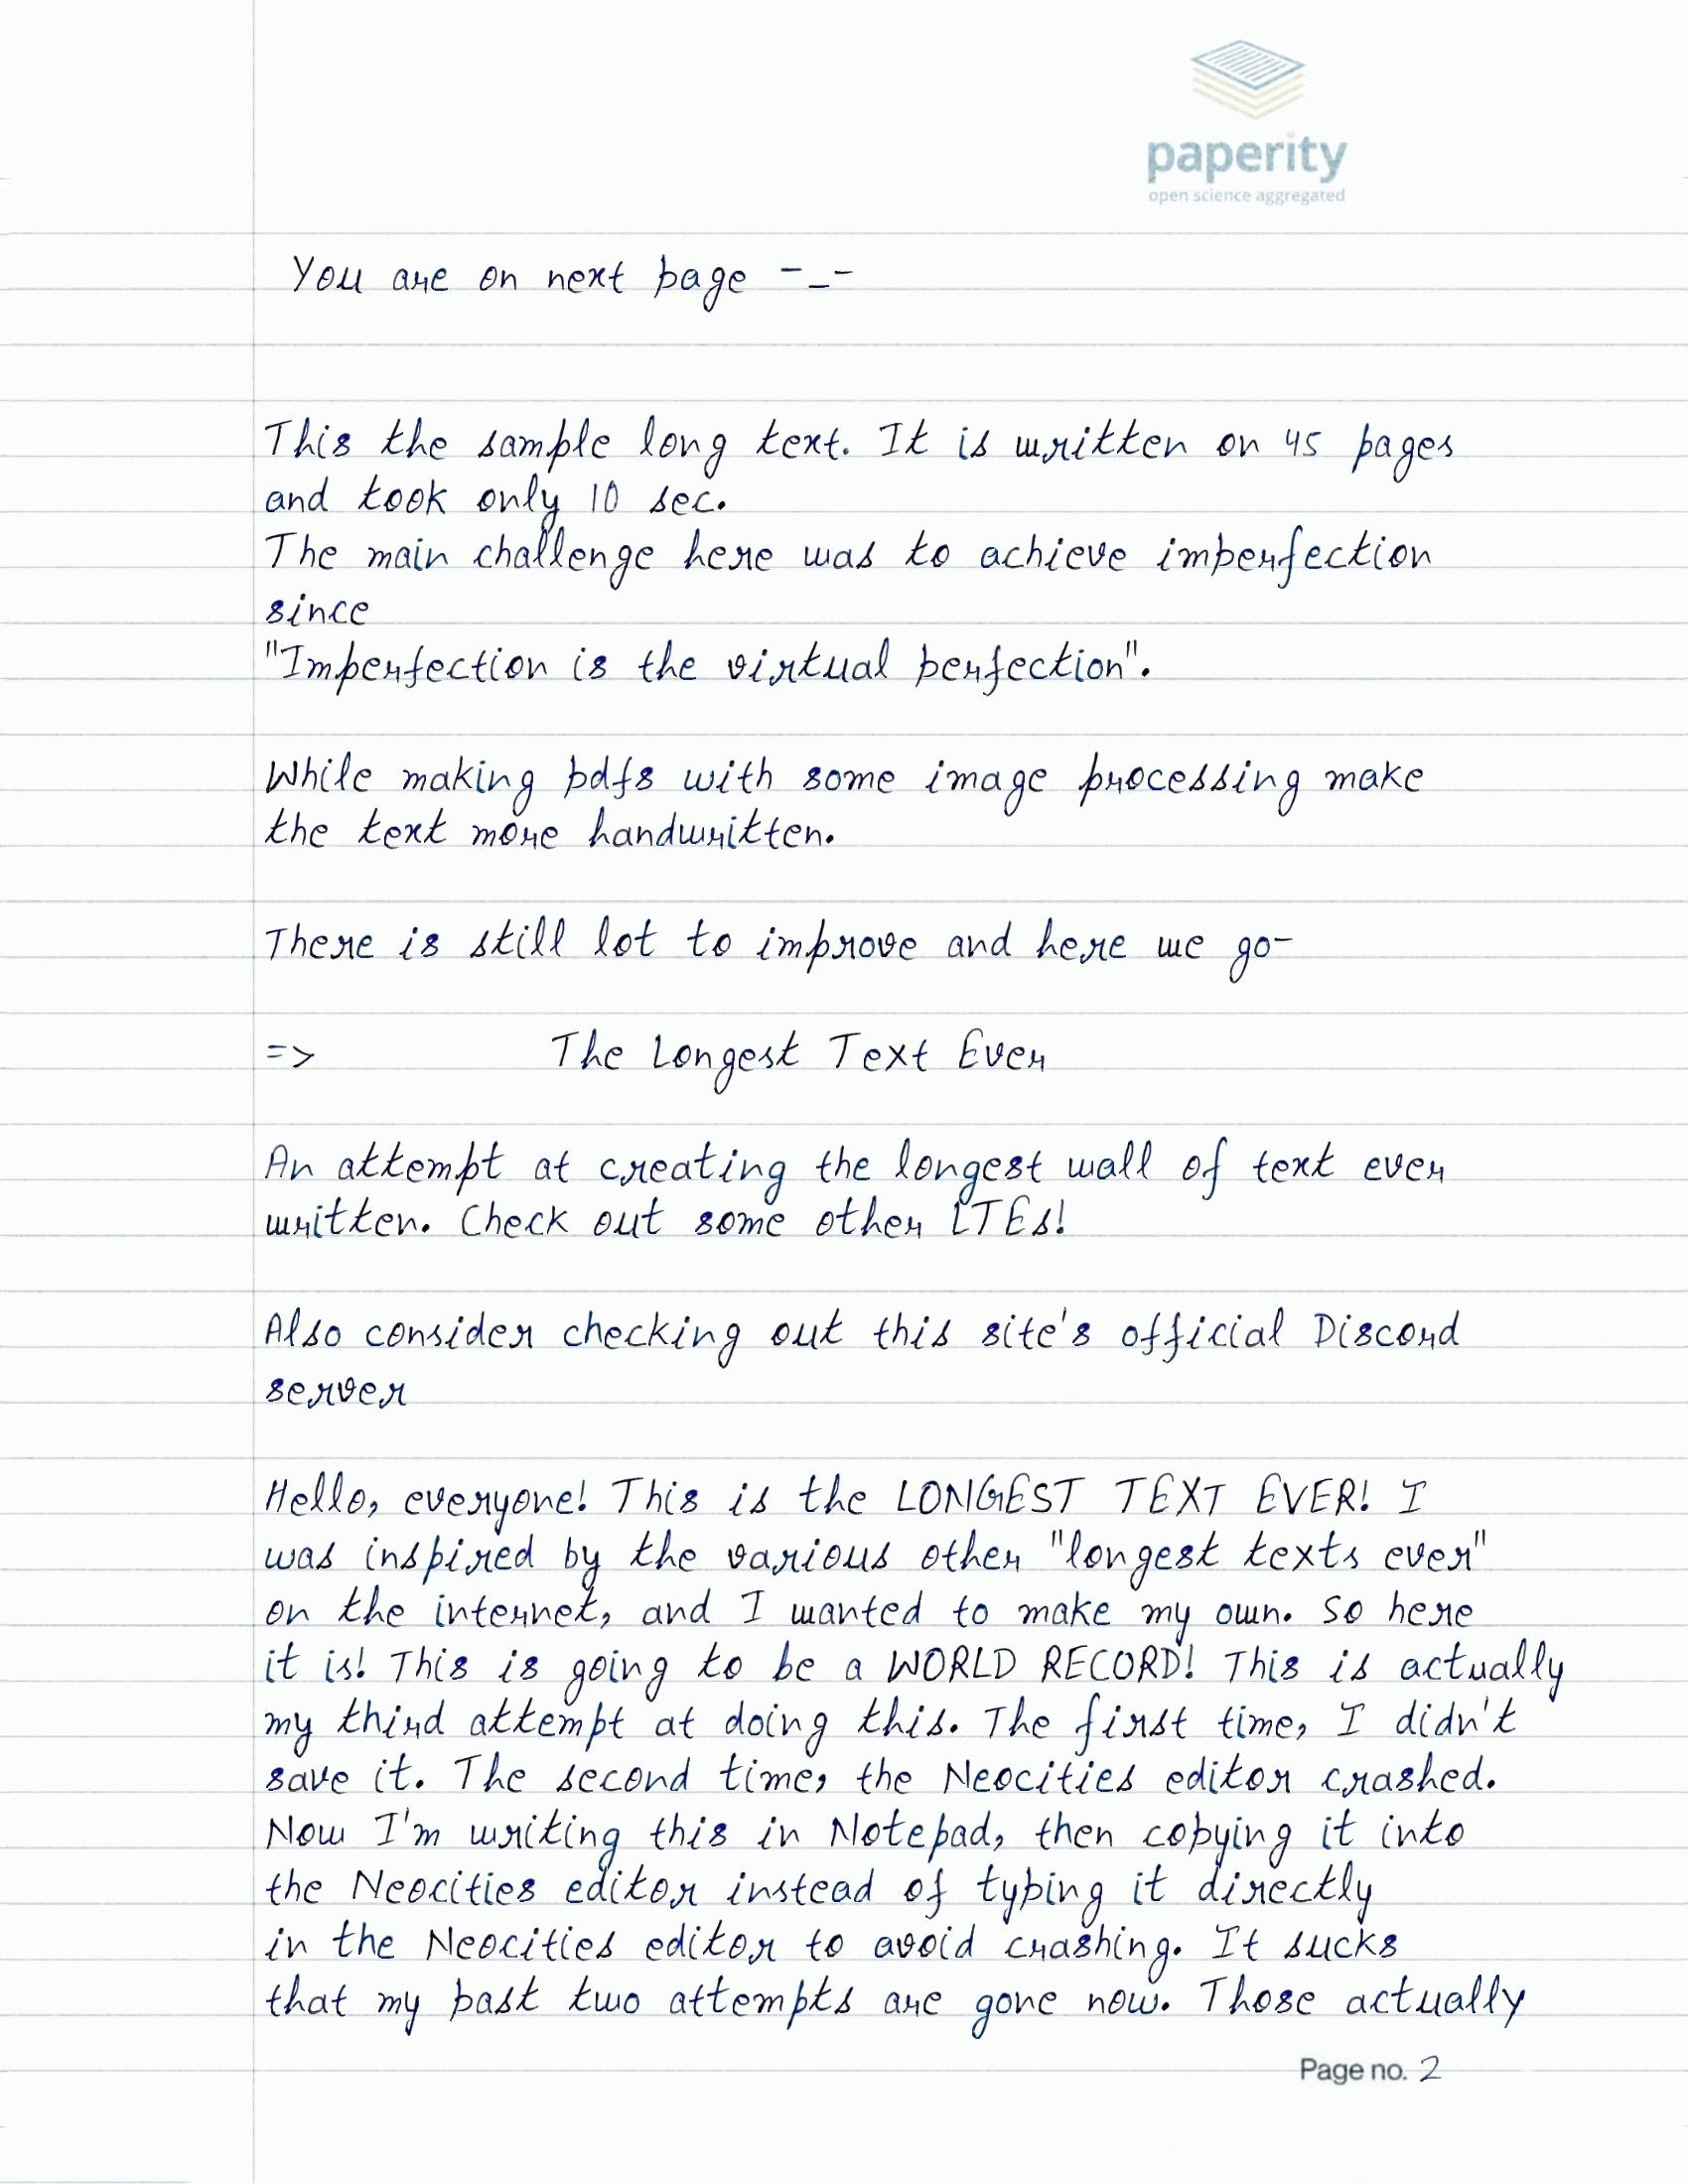 paperity
open science aggregated
You are on next page -_-
This the sample long text. It is written on 45 pages
and took only 10 sec.
The main challenge here was to achieve imperfection
since
"Imperfection is the virtual perfection".
While making pdfs with some image processing make
the text more handwritten.
There is still lot to improve and here we go-
=> The Longest Text Ever
An attempt at creating the longest wall of text ever
written. Check out some other LTEs!
Also consider checking out this site's official Discord
server
Hello, everyone! This is the LONGEST TEXT EVER! I
was inspired by the various other "longest texts ever"
on the internet, and I wanted to make my own. So here
it is! This is going to be a WORLD RECORD! This is actually
my third attempt at doing this. The first time, I didn't
save it. The second time, the Neocities editor crashed.
Now I'm writing this in Notepad, then copying it into
the Neocities editor instead of typing it directly
in the Neocities editor to avoid crashing. It sucks
that my past two attempts are gone now. Those actually
Page no. 2